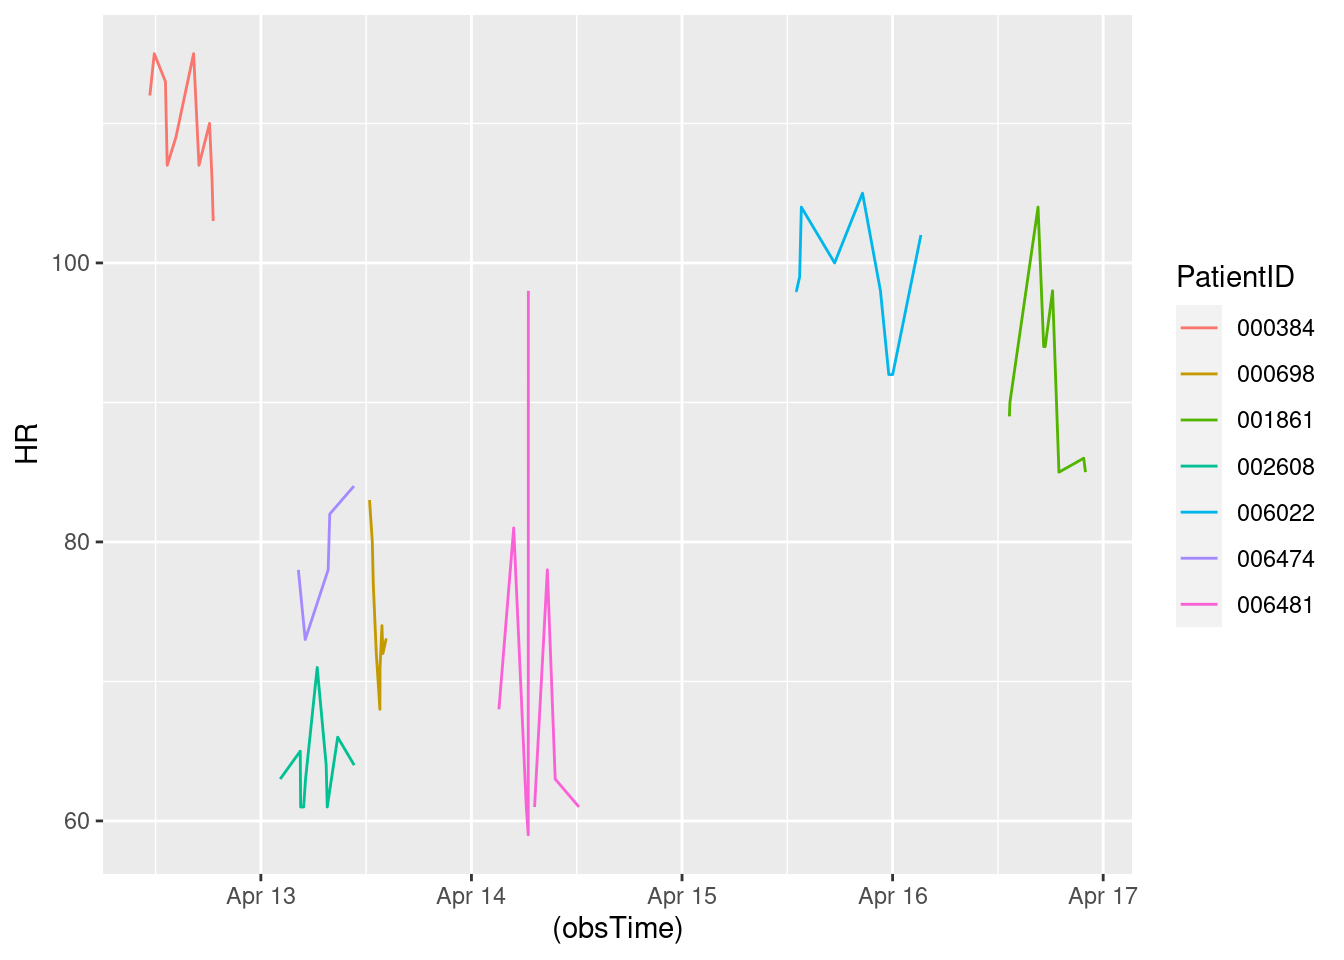 HR
100
80
60
Apr 13
Apr 14
Apr 15
Apr 16
Apr 17
(obsTime)
PatientID
000384
000698
001861
002608
006022
006474
006481